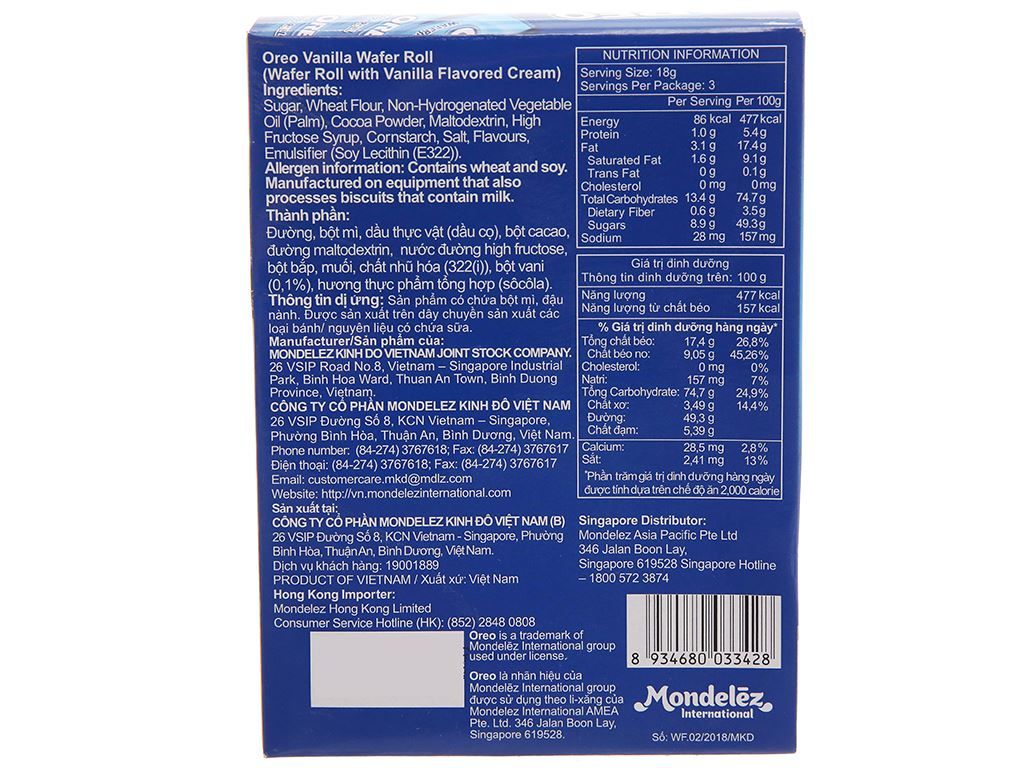 Oreo Vanilla Wafer Roll
(Wafer Roll with Vanilla Flavored Cream)
Ingredients:
Sugar, Wheat Flour, Non-Hydrogenated Vegetable
Oil (Palm), Cocoa Powder, Maltodextrin, High
Fructose Syrup, Cornstarch, Salt, Flavours,
Emulsifier (Soy Lecithin (E322)).
Allergen information: Contains wheat and soy.
Manufactured on equipment that also
processes biscuits that contain milk.
Thành phần:
Đường, bột mì, dầu thực vật (dầu cọ), bột cacao,
đường maltodextrin, nước đường high fructose,
bột bắp, muối, chất nhũ hóa (322(i)), bột vani
(0,1%), hương thực phẩm tổng hợp (sôcôla).
Thông tin dị ứng: Sản phẩm có chứa bột mì, đậu
nành. Được sản xuất trên dây chuyền sản xuất các
loại bánh/ nguyên liệu có chứa sữa.
Manufacturer/Sản phẩm của:
MONDELEZ KINH DO VIETNAM JOINT STOCK COMPANY.
26 VSIP Road No.8, Vietnam – Singapore Industrial
Park, Binh Hoa Ward, Thuan An Town, Binh Duong
Province, Vietnam.
CÔNG TY CỔ PHẦN MONDELEZ KINH ĐÔ VIỆT NAM
26 VSIP Đường Số 8, KCN Vietnam – Singapore,
Phường Bình Hòa, Thuận An, Bình Dương, Việt Nam.
Phone number: (84-274) 3767618; Fax: (84-274) 3767617
Điện thoại: (84-274) 3767618; Fax: (84-274) 3767617
Email: customercare.mkd@mdlz.com
Website: http://vn.mondelezinternational.com
Sản xuất tại:
CÔNG TY CỔ PHẦN MONDELEZ KINH ĐÔ VIỆT NAM (B)
26 VSIP Đường Số 8, KCN Vietnam - Singapore, Phường
Bình Hòa, Thuận An, Bình Dương, Việt Nam.
Dịch vụ khách hàng: 19001889
PRODUCT OF VIETNAM / Xuất xứ: Việt Nam
Hong Kong Importer:
Mondelez Hong Kong Limited
Consumer Service Hotline (HK): (852) 2848 0808
Oreo is a trademark of
Mondelēz International group
used under license.
Oreo là nhãn hiệu của
Mondelēz International group
được sử dụng theo li-xăng của
Mondelez International AMEA
Pte. Ltd. 346 Jalan Boon Lay,
Singapore 619528.
NUTRITION INFORMATION
Serving Size: 18g
Servings Per Package: 3
Per Serving Per 100g
Energy 86 kcal 477 kcal
Protein 1.0 g 5.4 g
Fat 3.1 g 17.4 g
Saturated Fat 1.6 g 9.1 g
Trans Fat 0 g 0.1 g
Cholesterol 0 mg 0 mg
Total Carbohydrates 13.4 g 74.7 g
Dietary Fiber 0.6 g 3.5 g
Sugars 8.9 g 49.3 g
Sodium 28 mg 157 mg
Giá trị dinh dưỡng
Thông tin dinh dưỡng trên: 100 g
Năng lượng 477 kcal
Năng lượng từ chất béo 157 kcal
% Giá trị dinh dưỡng hàng ngày*
Tổng chất béo: 17,4 g 26,8%
Chất béo no: 9,05 g 45,26%
Cholesterol: 0 mg 0%
Natri: 157 mg 7%
Tổng Carbohydrate: 74,7 g 24,9%
Chất xơ: 3,49 g 14,4%
Đường: 49,3 g
Chất đạm: 5,39 g
Calcium: 28,5 mg 2,8%
Sắt: 2,41 mg 13%
*Phần trăm giá trị dinh dưỡng hàng ngày
được tính dựa trên chế độ ăn 2,000 calorie
Singapore Distributor:
Mondelez Asia Pacific Pte Ltd
346 Jalan Boon Lay,
Singapore 619528 Singapore Hotline
– 1800 572 3874
8 934680 033428
Mondelēz
International
Số: WF.02/2018/MKD